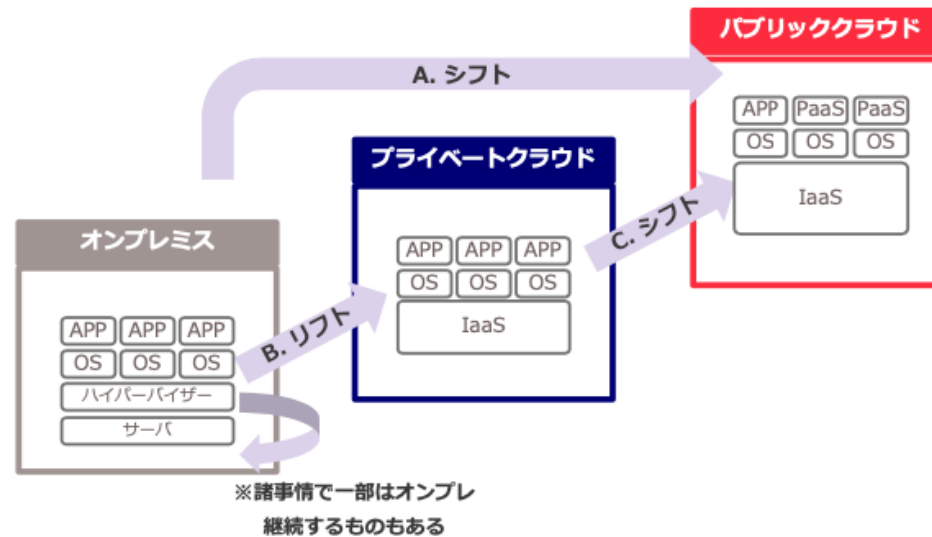 パブリッククラウド
A. シフト
APP PaaS PaaS
OS OS OS
IaaS
プライベートクラウド
APP APP APP
OS OS OS
IaaS
C. シフト
オンプレミス
APP APP APP
OS OS OS
ハイパーバイザー
サーバ
B. リフト
※諸事情で一部はオンプレ
継続するものもある